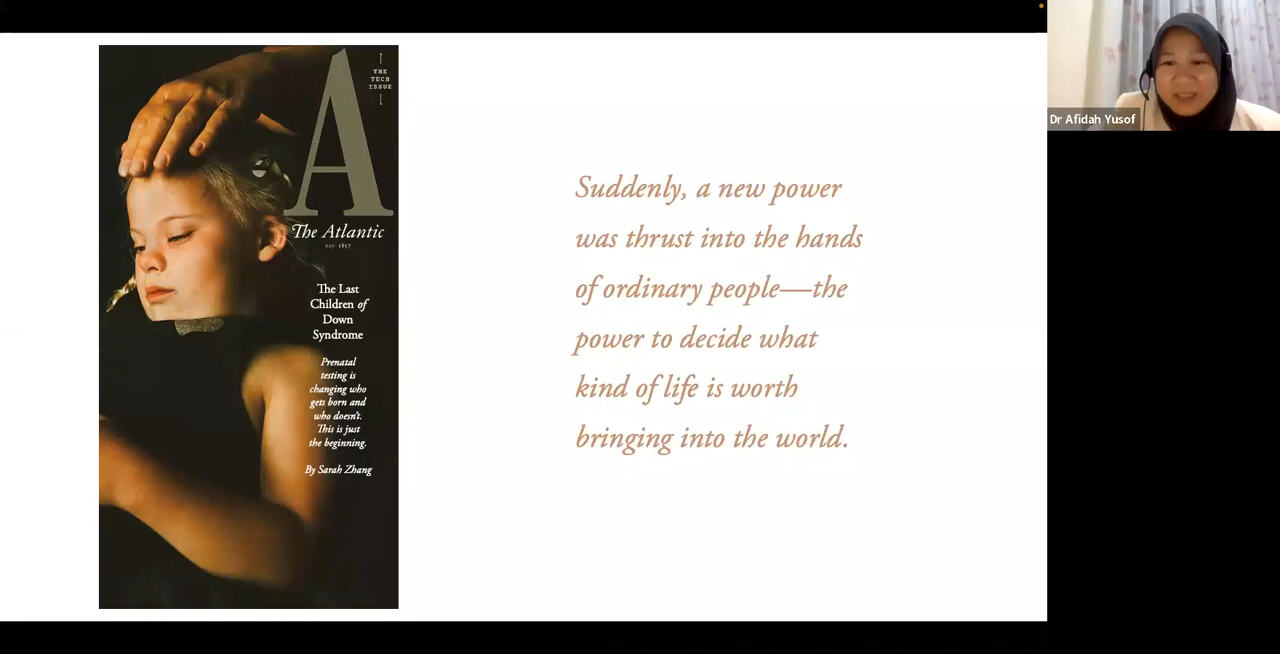 A
THE
TECH
ISSUE
The Atlantic
EST. 1857
The Last
Children of
Down
Syndrome
Prenatal
testing is
changing who
gets born and
who doesn't.
This is just
the beginning.
By Sarah Zhang
Suddenly, a new power
was thrust into the hands
of ordinary people—the
power to decide what
kind of life is worth
bringing into the world.
Dr Afidah Yusof